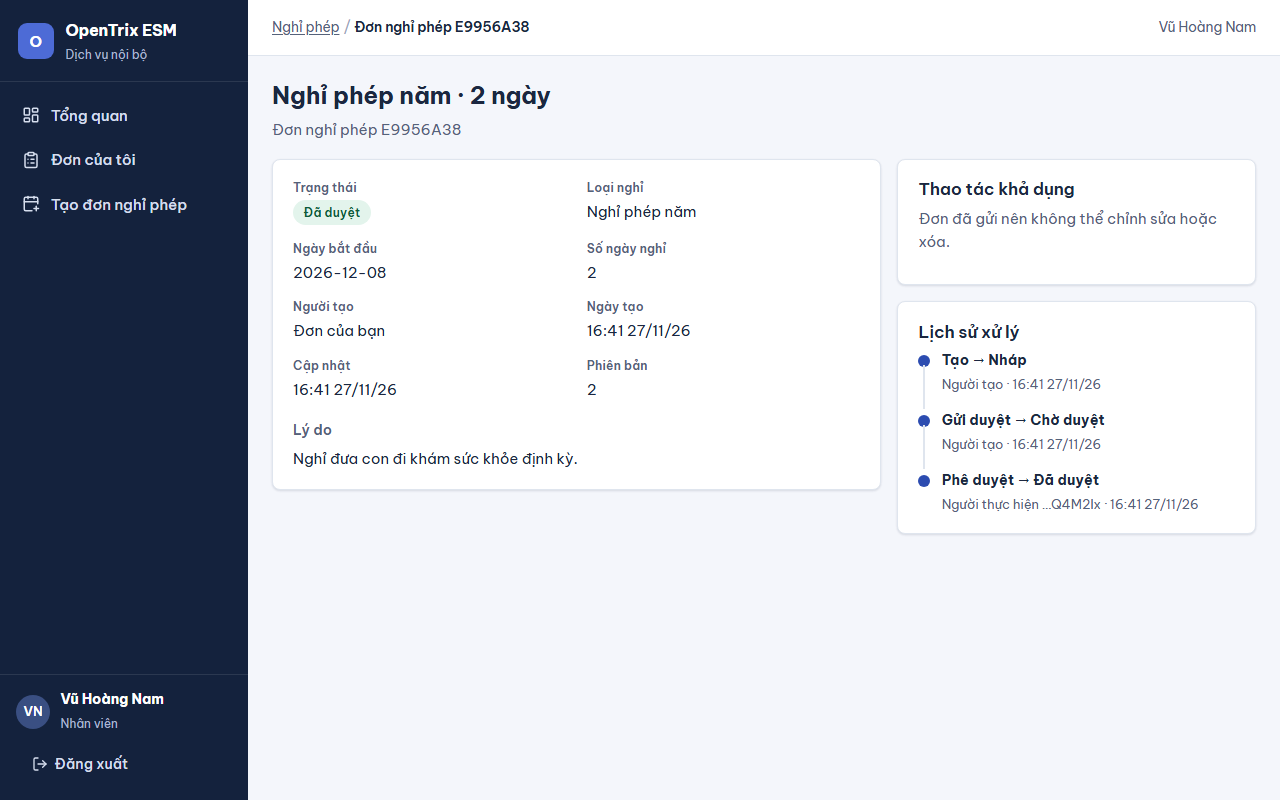 O
OpenTrix ESM
Dịch vụ nội bộ
Tổng quan
Đơn của tôi
Tạo đơn nghỉ phép
VN
Vũ Hoàng Nam
Nhân viên
Đăng xuất
Nghỉ phép / Đơn nghỉ phép E9956A38
Vũ Hoàng Nam
Nghỉ phép năm · 2 ngày
Đơn nghỉ phép E9956A38
Trạng thái
Đã duyệt
Loại nghỉ
Nghỉ phép năm
Ngày bắt đầu
2026-12-08
Số ngày nghỉ
2
Người tạo
Đơn của bạn
Ngày tạo
16:41 27/11/26
Cập nhật
16:41 27/11/26
Phiên bản
2
Lý do
Nghỉ đưa con đi khám sức khỏe định kỳ.
Thao tác khả dụng
Đơn đã gửi nên không thể chỉnh sửa hoặc
xóa.
Lịch sử xử lý
Tạo → Nháp
Người tạo · 16:41 27/11/26
Gửi duyệt → Chờ duyệt
Người tạo · 16:41 27/11/26
Phê duyệt → Đã duyệt
Người thực hiện …Q4M2Ix · 16:41 27/11/26